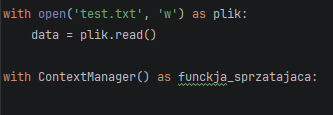 with open('test.txt', 'w') as plik:
    data = plik.read()
with ContextManager() as funckja_sprzatajaca: